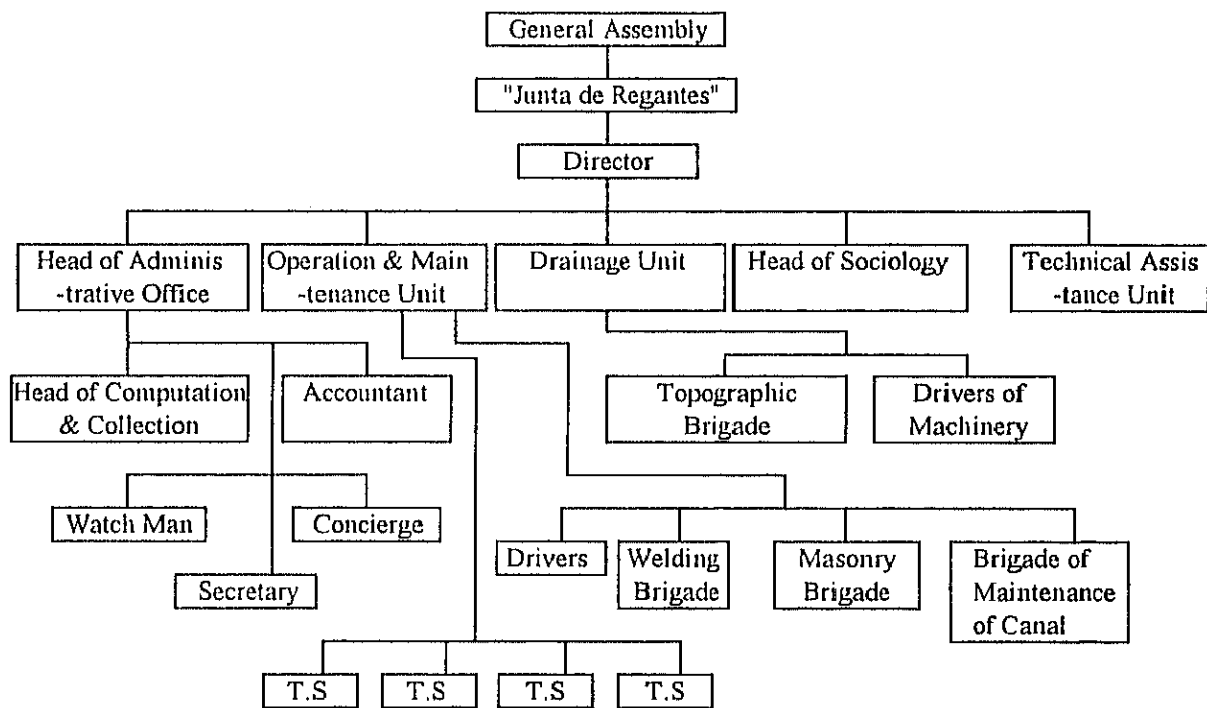 General Assembly
"Junta de Regantes"
Director
Head of Adminis
-trative Office
Operation & Main
-tenance Unit
Drainage Unit
Head of Sociology
Technical Assis
-tance Unit
Head of Computation
& Collection
Accountant
Topographic
Brigade
Drivers of
Machinery
Watch Man
Concierge
Secretary
Drivers
Welding
Brigade
Masonry
Brigade
Brigade of
Maintenance
of Canal
T.S
T.S
T.S
T.S